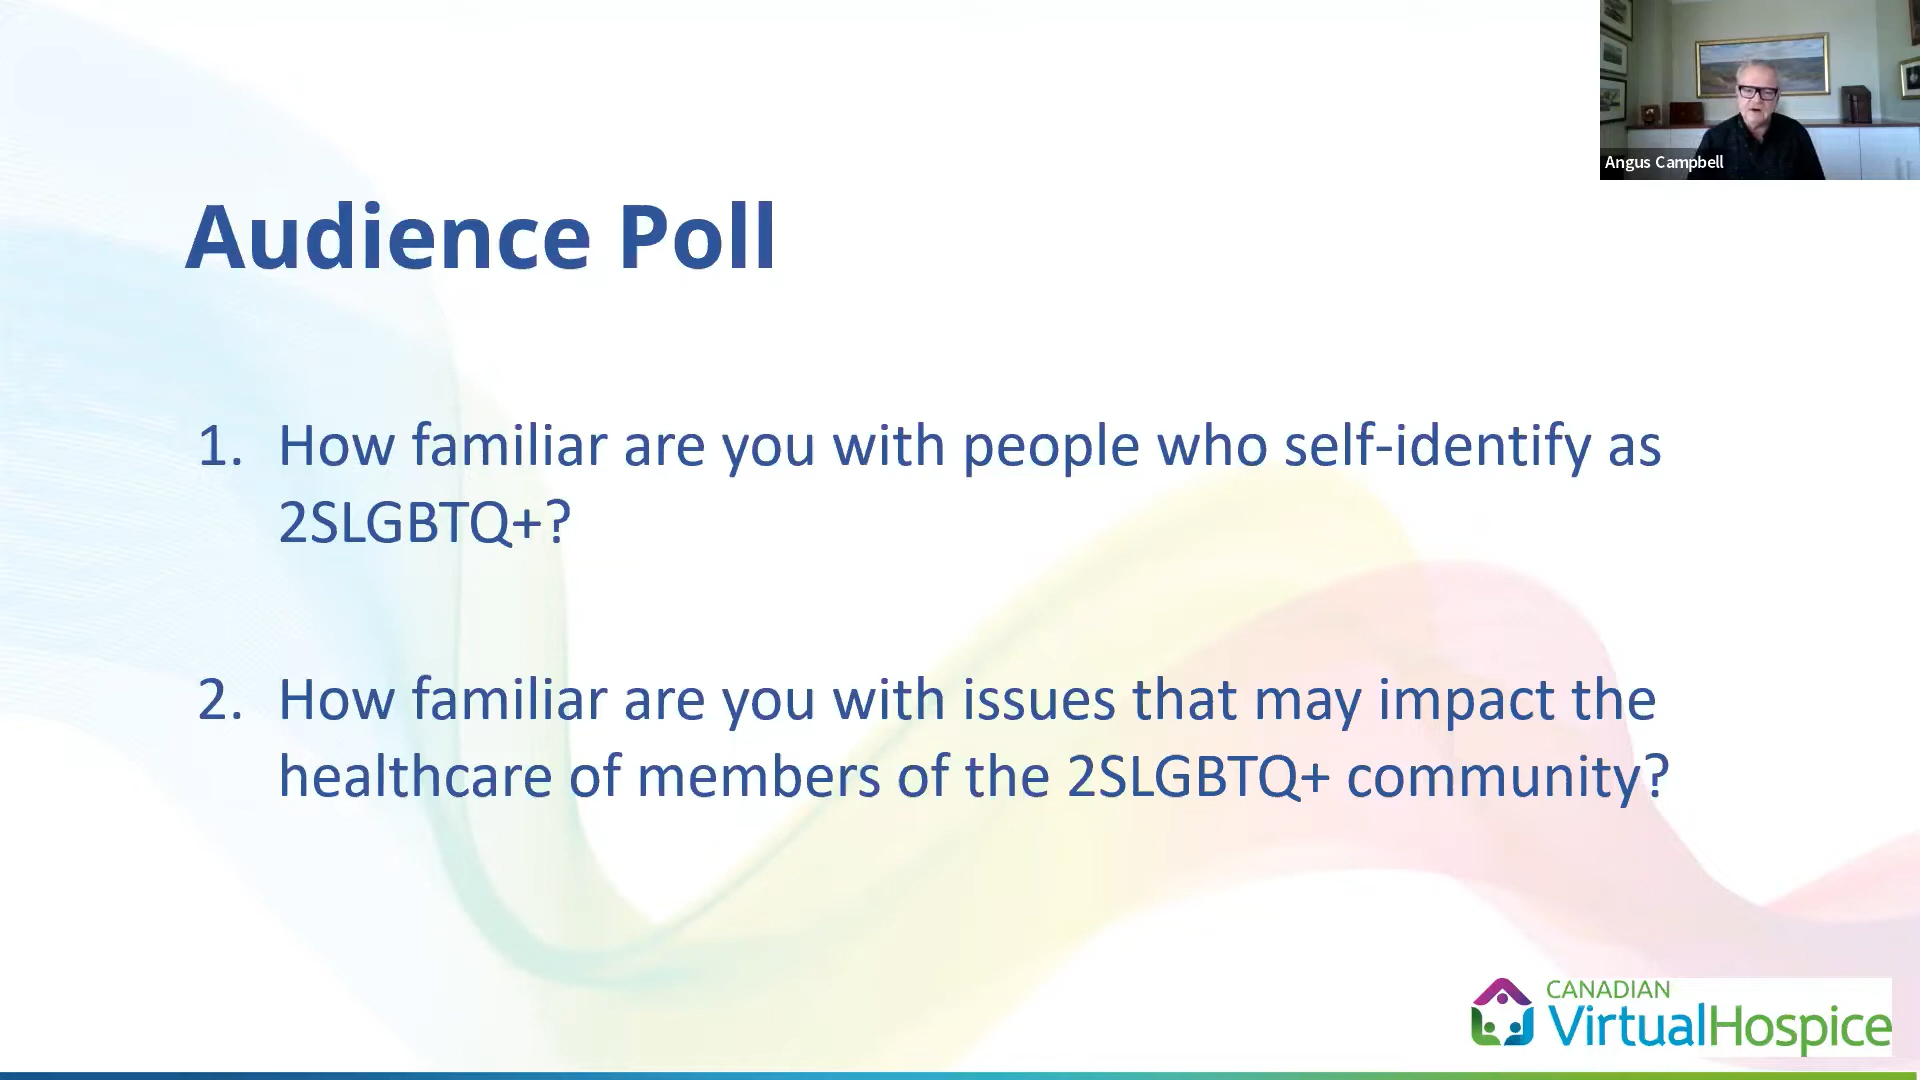 Angus Campbell
Audience Poll
1. How familiar are you with people who self-identify as
2SLGBTQ+?
2. How familiar are you with issues that may impact the
healthcare of members of the 2SLGBTQ+ community?
CANADIAN
VirtualHospice